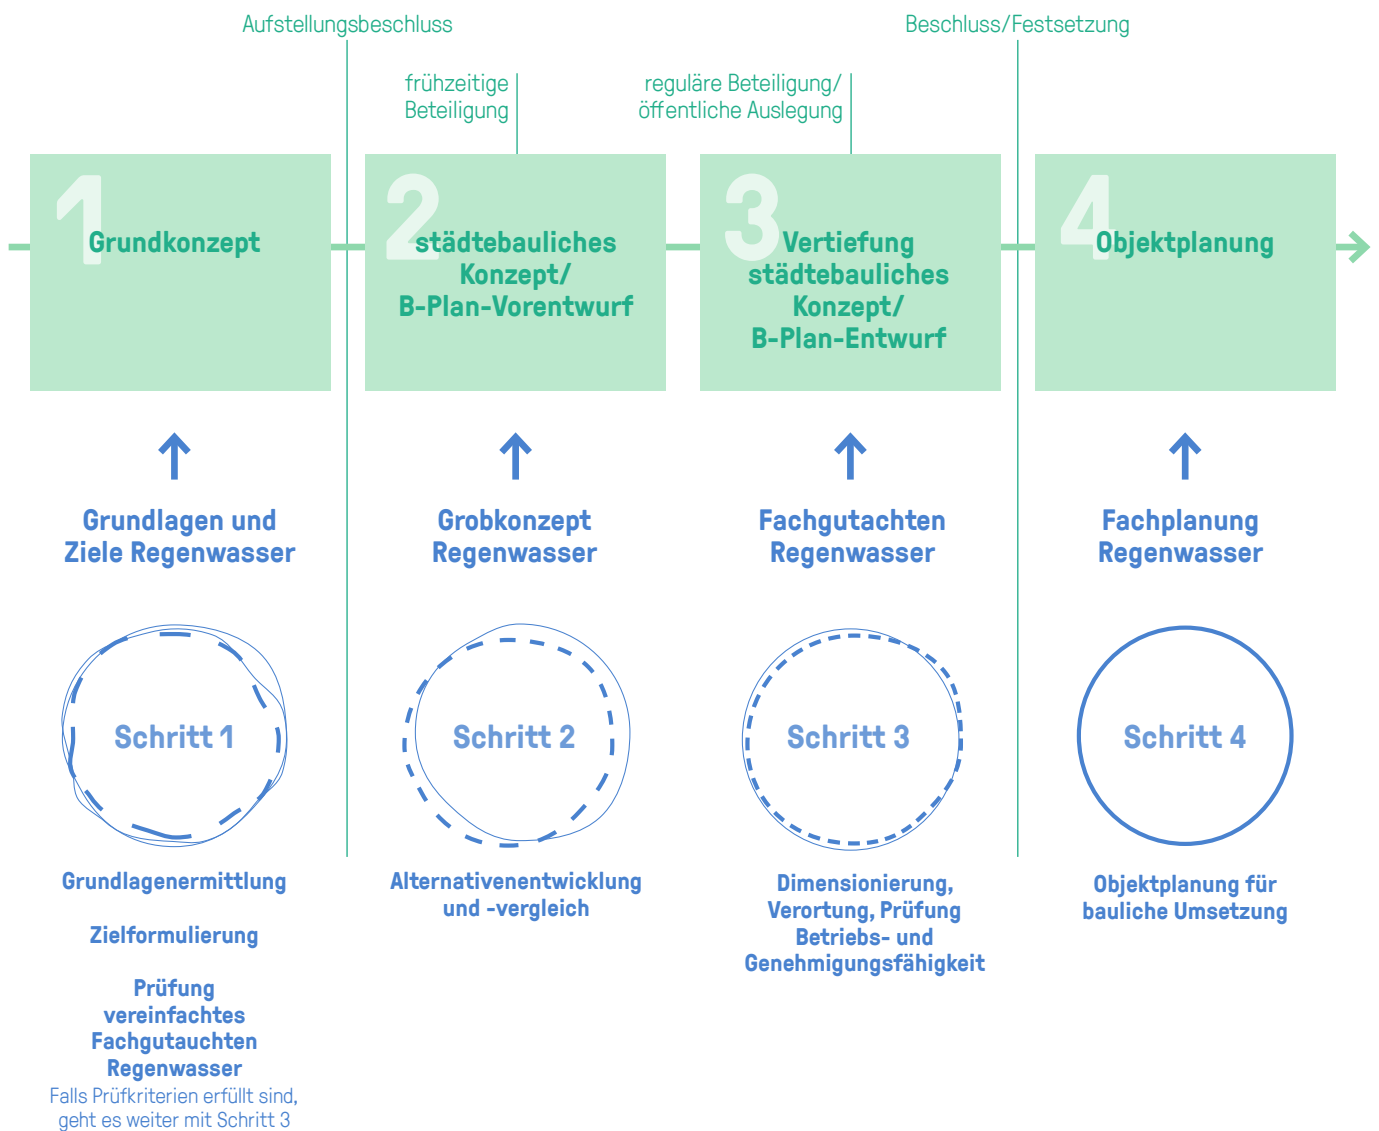 Aufstellungsbeschluss
Beschluss/Festsetzung
frühzeitige
Beteiligung
reguläre Beteiligung/
öffentliche Auslegung
1
Grundkonzept
2
städtebauliches
Konzept/
B-Plan-Vorentwurf
3
Vertiefung
städtebauliches
Konzept/
B-Plan-Entwurf
4
Objektplanung
Grundlagen und
Ziele Regenwasser
Grobkonzept
Regenwasser
Fachgutachten
Regenwasser
Fachplanung
Regenwasser
Schritt 1
Schritt 2
Schritt 3
Schritt 4
Grundlagenermittlung
Zielformulierung
Prüfung
vereinfachtes
Fachgutauchten
Regenwasser
Falls Prüfkriterien erfüllt sind,
geht es weiter mit Schritt 3
Alternativenentwicklung
und -vergleich
Dimensionierung,
Verortung, Prüfung
Betriebs- und
Genehmigungsfähigkeit
Objektplanung für
bauliche Umsetzung